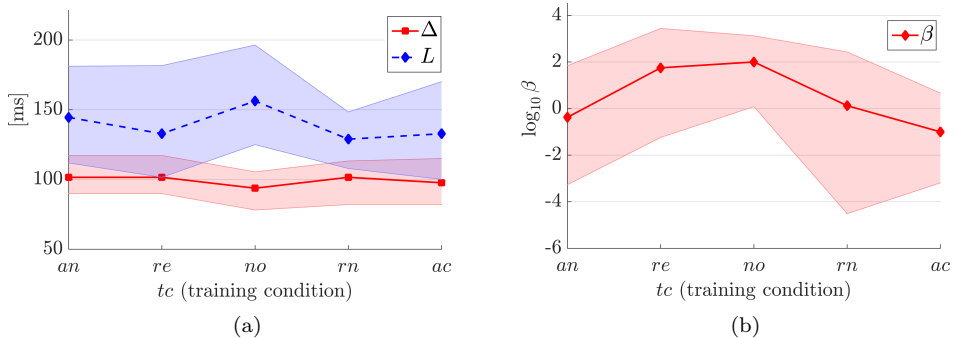 200
150
100
50
[ms]
Δ
L
an re no rn ac
tc (training condition)
(a)
4
2
0
-2
-4
-6
log₁₀ β
β
an re no rn ac
tc (training condition)
(b)